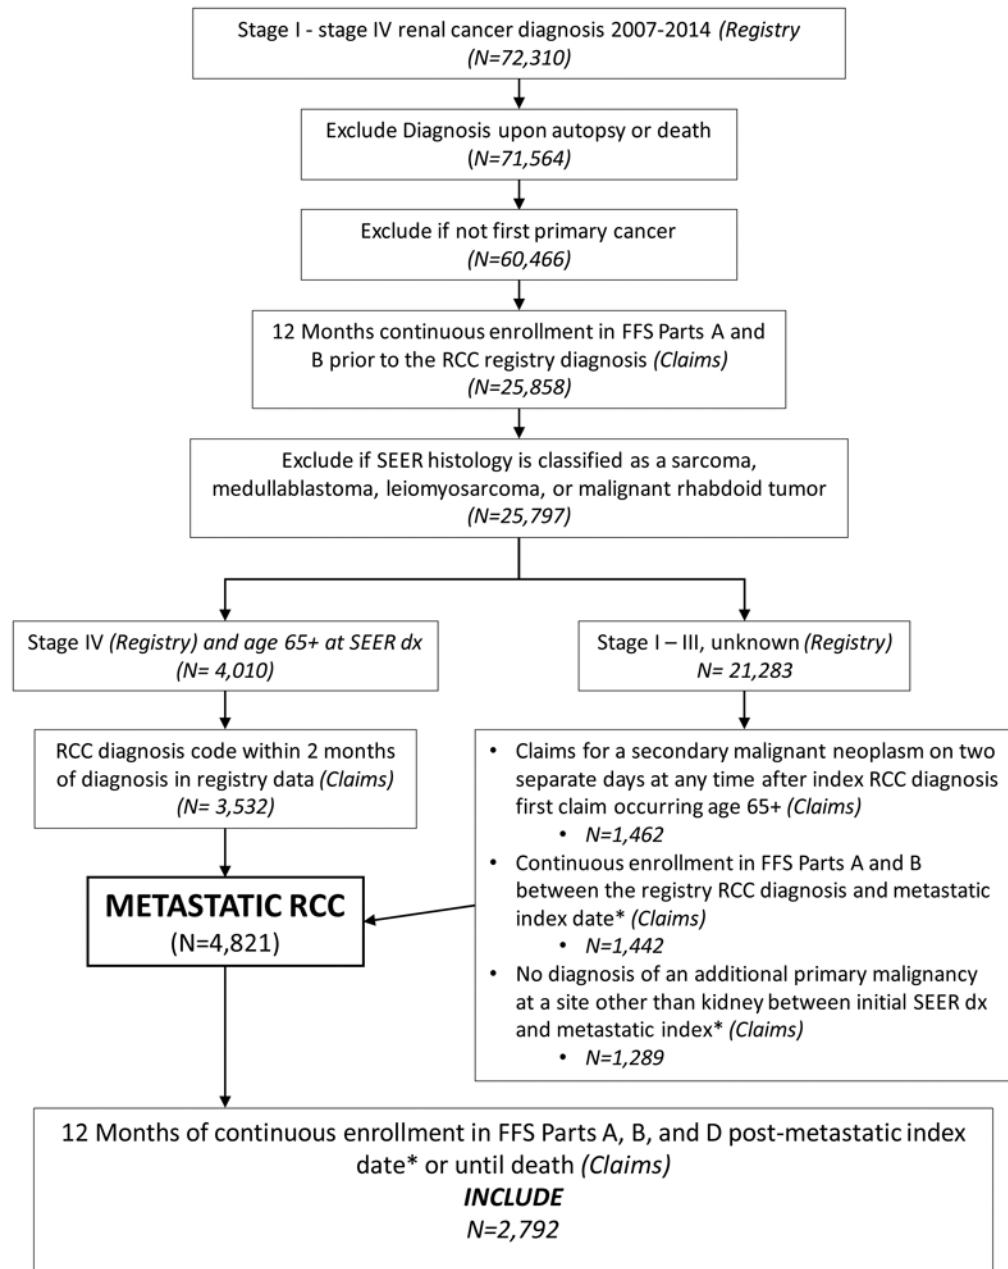 Stage I - stage IV renal cancer diagnosis 2007-2014 (Registry
(N=72,310)
Exclude Diagnosis upon autopsy or death
(N=71,564)
Exclude if not first primary cancer
(N=60,466)
12 Months continuous enrollment in FFS Parts A and
B prior to the RCC registry diagnosis (Claims)
(N=25,858)
Exclude if SEER histology is classified as a sarcoma,
medullablastoma, leiomyosarcoma, or malignant rhabdoid tumor
(N=25,797)
Stage IV (Registry) and age 65+ at SEER dx
(N= 4,010)
RCC diagnosis code within 2 months
of diagnosis in registry data (Claims)
(N= 3,532)
METASTATIC RCC
(N=4,821)
Stage I – III, unknown (Registry)
N= 21,283
• Claims for a secondary malignant neoplasm on two
separate days at any time after index RCC diagnosis
first claim occurring age 65+ (Claims)
• N=1,462
• Continuous enrollment in FFS Parts A and B
between the registry RCC diagnosis and metastatic
index date* (Claims)
• N=1,442
• No diagnosis of an additional primary malignancy
at a site other than kidney between initial SEER dx
and metastatic index* (Claims)
• N=1,289
12 Months of continuous enrollment in FFS Parts A, B, and D post-metastatic index
date* or until death (Claims)
INCLUDE
N=2,792